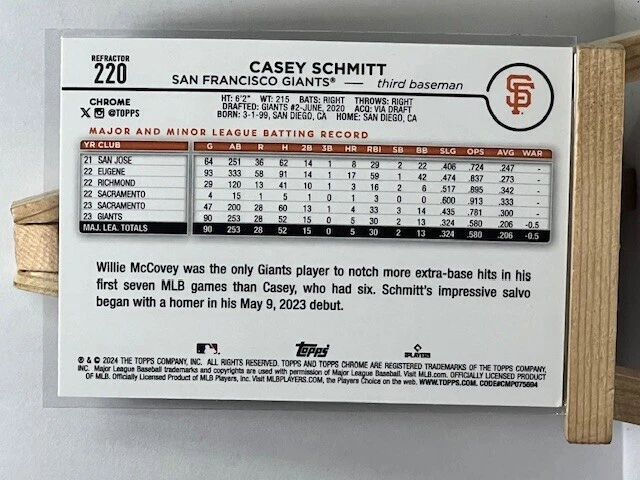 REFRACTOR
220
CASEY SCHMITT
SAN FRANCISCO GIANTS® — third baseman
SF
CHROME
X @TOPPS
HT: 6'2" WT: 215 BATS: RIGHT THROWS: RIGHT
DRAFTED: GIANTS #2-JUNE, 2020 ACQ: VIA DRAFT
BORN: 3-1-99, SAN DIEGO, CA HOME: SAN DIEGO, CA
MAJOR AND MINOR LEAGUE BATTING RECORD
YR CLUB G AB R H 2B 3B HR RBI SB BB SLG OPS AVG WAR
21 SAN JOSE 64 251 36 62 14 1 8 29 2 22 .406 .724 .247 -
22 EUGENE 93 333 58 91 14 1 17 59 1 42 .474 .837 .273 -
22 RICHMOND 29 120 13 41 10 1 3 16 2 6 .517 .895 .342 -
22 SACRAMENTO 4 15 1 5 1 0 1 3 0 0 .600 .913 .333 -
23 SACRAMENTO 47 200 28 60 13 1 4 33 3 14 .435 .781 .300 -
23 GIANTS 90 253 28 52 15 0 5 30 2 13 .324 .580 .206 -0.5
MAJ. LEA. TOTALS 90 253 28 52 15 0 5 30 2 13 .324 .580 .206 -0.5
Willie McCovey was the only Giants player to notch more extra-base hits in his
first seven MLB games than Casey, who had six. Schmitt's impressive salvo
began with a homer in his May 9, 2023 debut.
Topps PLAYERS
® & © 2024 THE TOPPS COMPANY, INC. ALL RIGHTS RESERVED. TOPPS AND TOPPS CHROME ARE REGISTERED TRADEMARKS OF THE TOPPS COMPANY,
INC. Major League Baseball trademarks and copyrights are used with permission of Major League Baseball. Visit MLB.com. OFFICIALLY LICENSED PRODUCT
OF MLB. Officially Licensed Product of MLB Players, Inc. Visit MLBPLAYERS.COM, the Players Choice on the web. WWW.TOPPS.COM. CODE#CMP075694